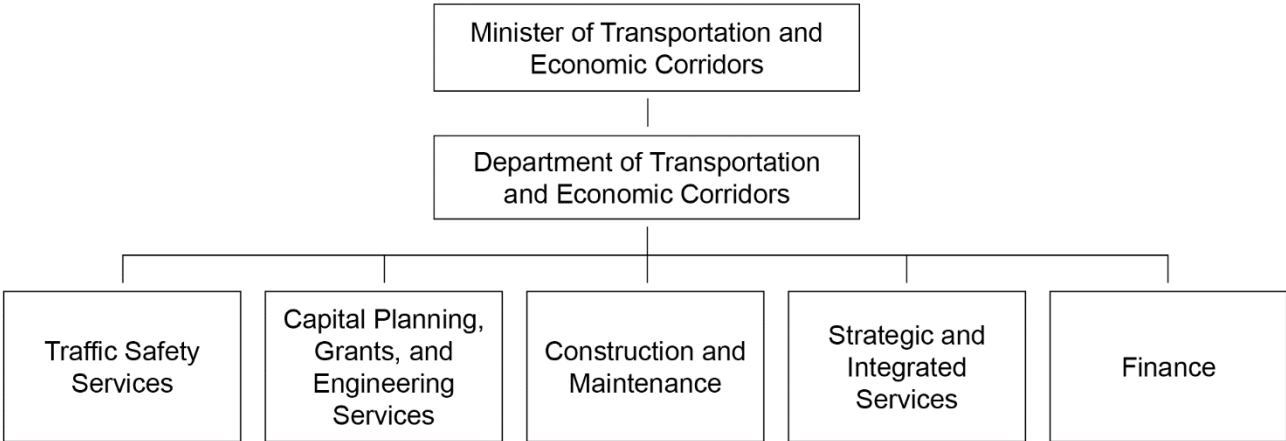 Minister of Transportation and
Economic Corridors
Department of Transportation
and Economic Corridors
Traffic Safety
Services
Capital Planning,
Grants, and
Engineering
Services
Construction and
Maintenance
Strategic and
Integrated
Services
Finance